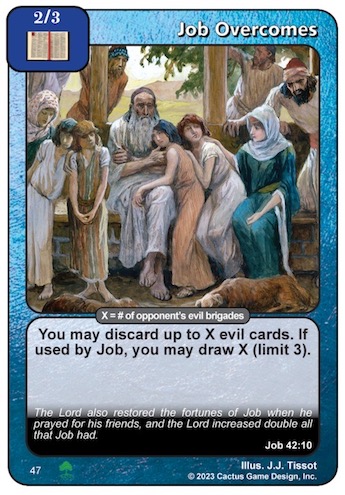 2/3
Job Overcomes
X = # of opponent's evil brigades
You may discard up to X evil cards. If
used by Job, you may draw X (limit 3).
The Lord also restored the fortunes of Job when he
prayed for his friends, and the Lord increased double all
that Job had.
Job 42:10
Illus. J.J. Tissot
47
© 2023 Cactus Game Design, Inc.